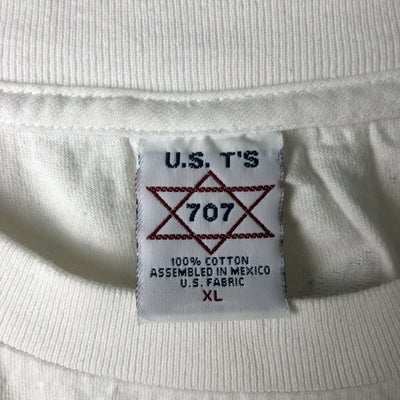 U.S. T'S
707
100% COTTON
ASSEMBLED IN MEXICO
U.S. FABRIC
XL